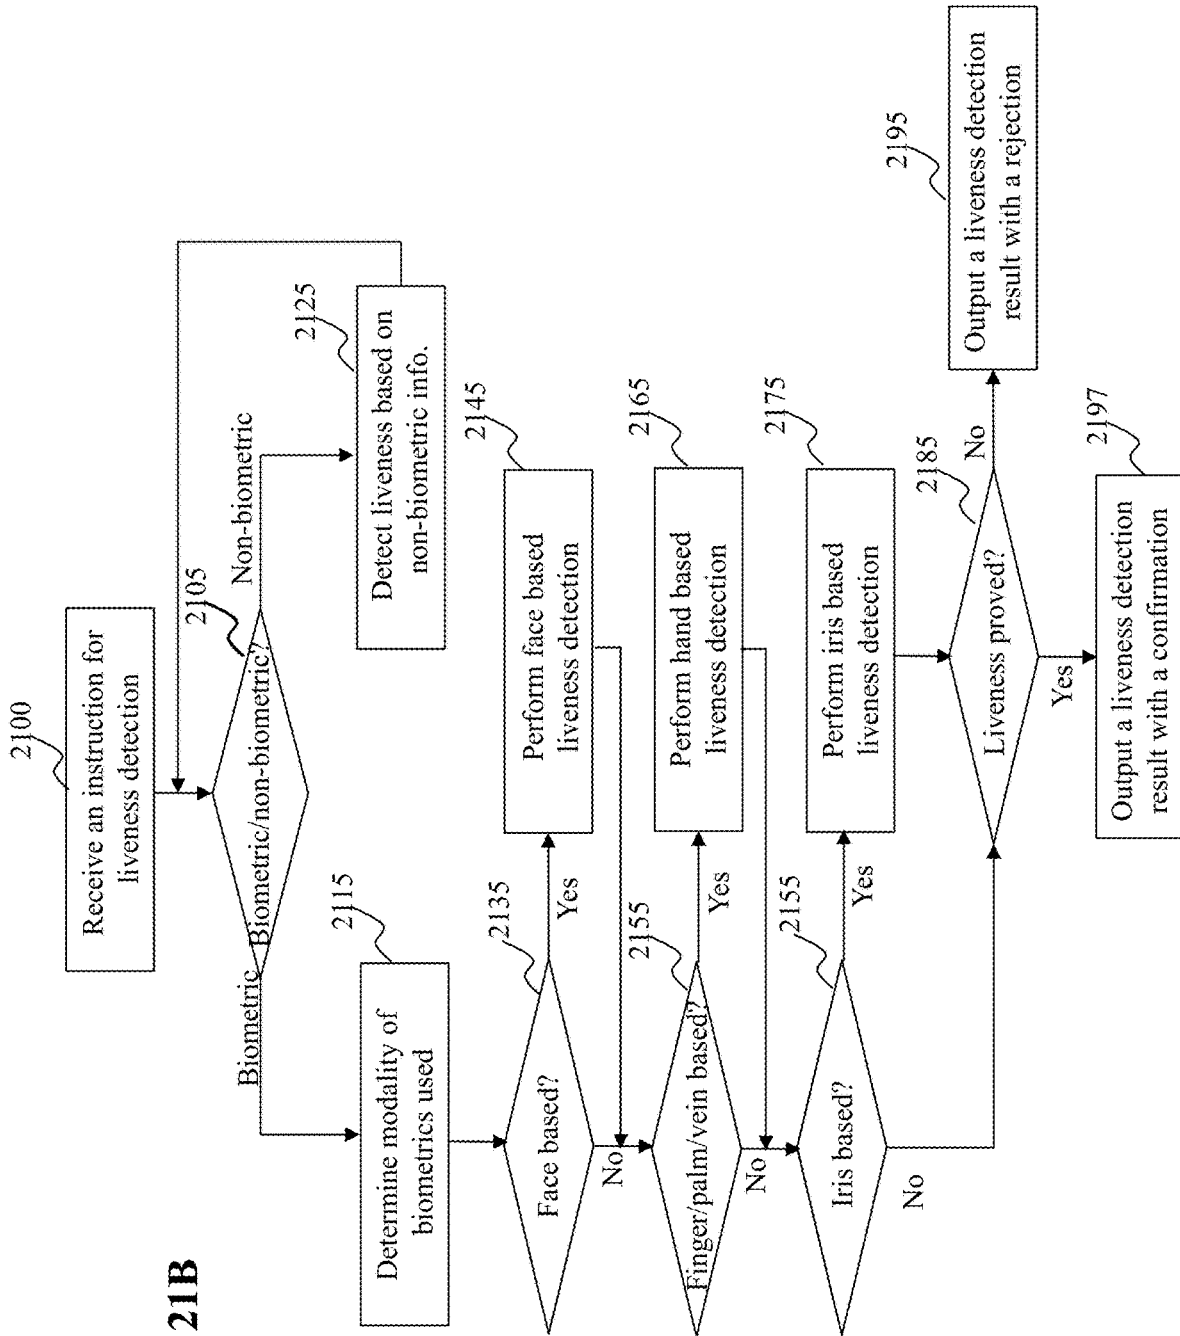 21B
2100
Receive an instruction for
liveness detection
2105
Biometric/non-biometric?
Biometric
Non-biometric
2115
Determine modality of
biometrics used
2125
Detect liveness based on
non-biometric info.
2135
Face based?
Yes
No
2145
Perform face based
liveness detection
2155
Finger/palm/vein based?
Yes
No
2165
Perform hand based
liveness detection
2155
Iris based?
Yes
No
2175
Perform iris based
liveness detection
2185
Liveness proved?
No
Yes
2195
Output a liveness detection
result with a rejection
2197
Output a liveness detection
result with a confirmation